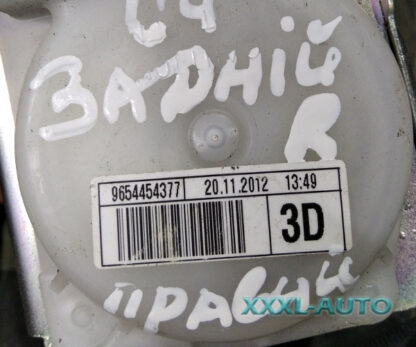 C4
ЗАДНІЙ
R
9654454377 20.11.2012 13:49
3D
ПРАВИЙ
XXXL-AUTO